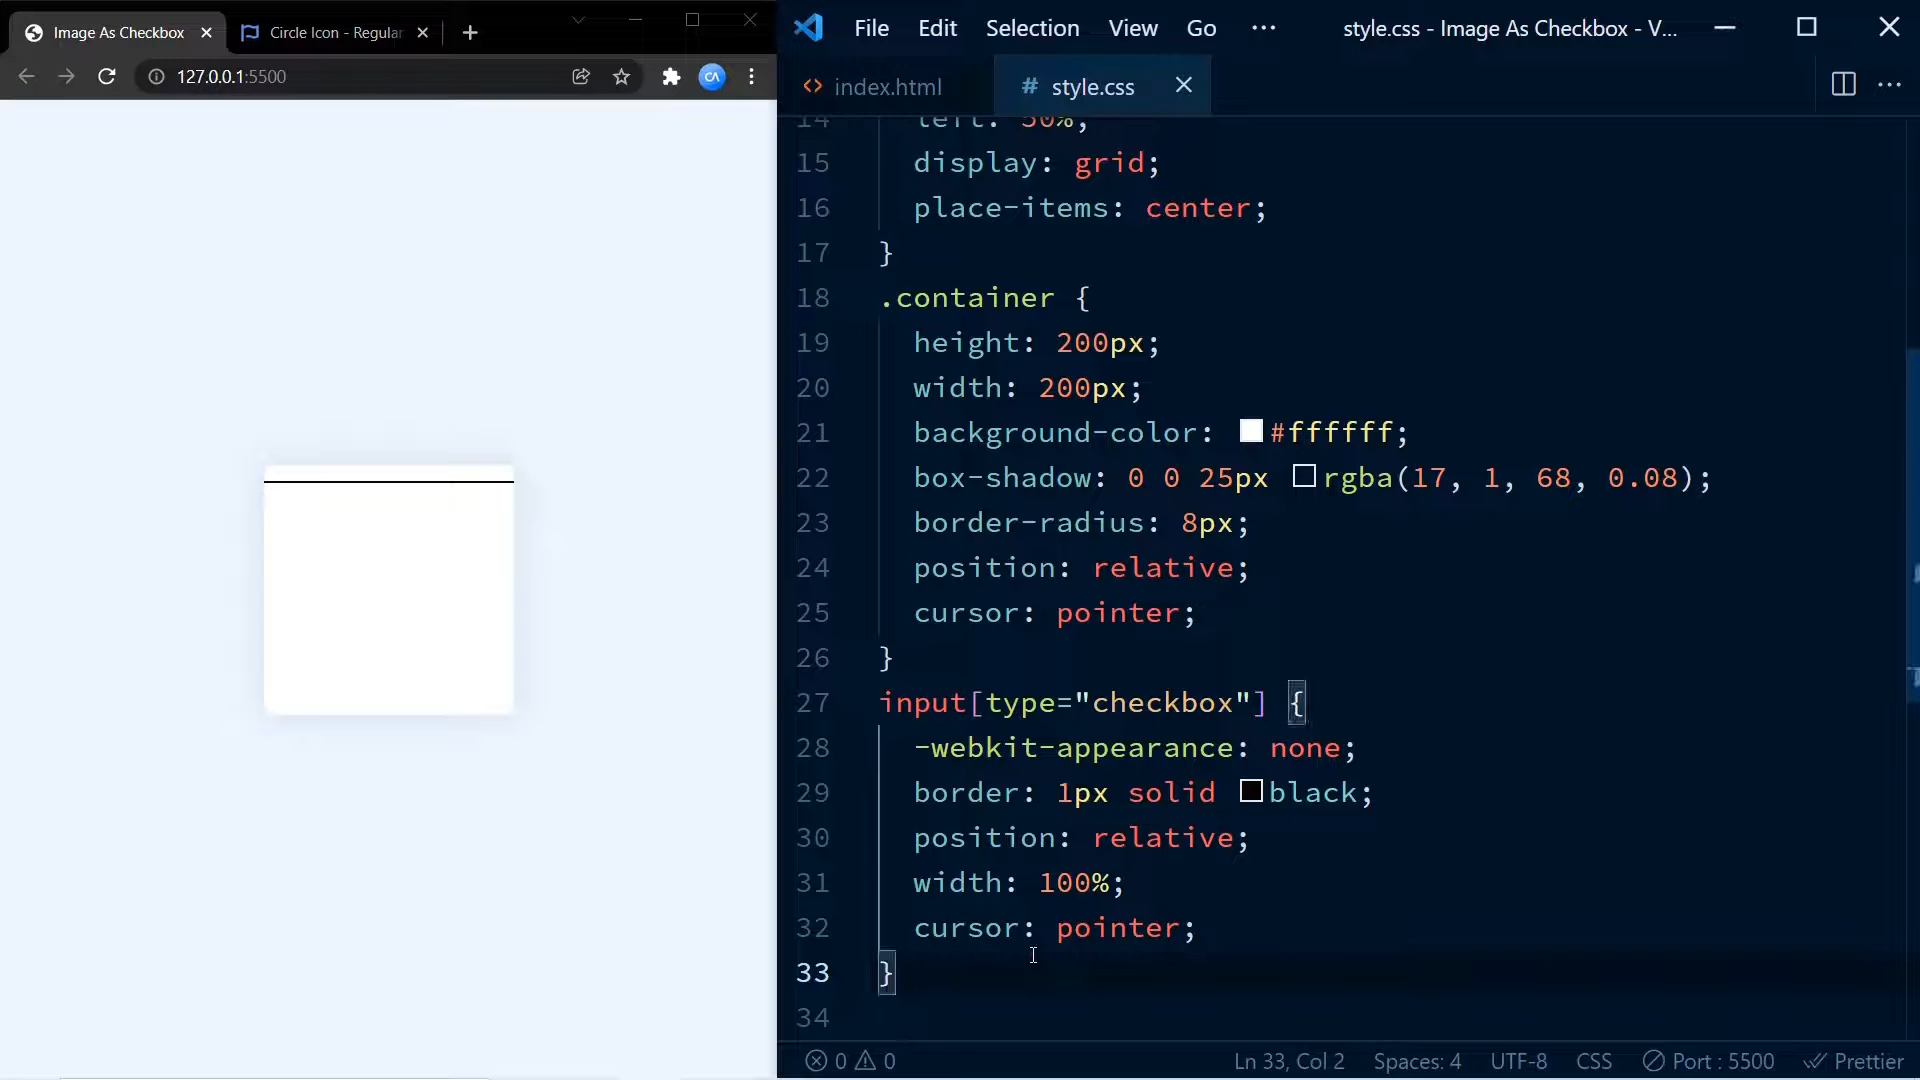 Image As Checkbox
Circle Icon - Regular
127.0.0.1:5500
CA
File Edit Selection View Go ···
style.css - Image As Checkbox - V...
<> index.html
# style.css
14 left: 50%;
15 display: grid;
16 place-items: center;
17 }
18 .container {
19 height: 200px;
20 width: 200px;
21 background-color: #ffffff;
22 box-shadow: 0 0 25px rgba(17, 1, 68, 0.08);
23 border-radius: 8px;
24 position: relative;
25 cursor: pointer;
26 }
27 input[type="checkbox"] {
28 -webkit-appearance: none;
29 border: 1px solid black;
30 position: relative;
31 width: 100%;
32 cursor: pointer;
33 }
34
0 0
Ln 33, Col 2 Spaces: 4 UTF-8 CSS Port : 5500 Prettier